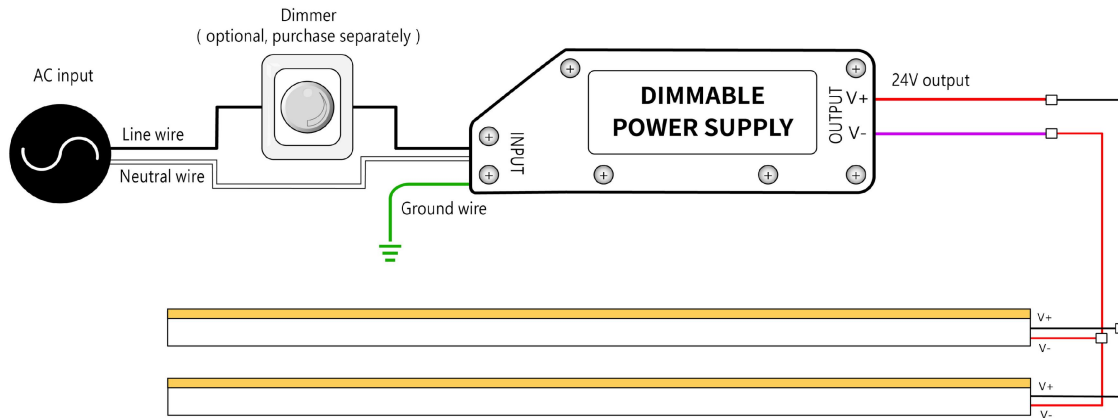 Dimmer
( optional, purchase separately )
AC input
Line wire
Neutral wire
Ground wire
INPUT
DIMMABLE
POWER SUPPLY
OUTPUT
V+
V-
24V output
V+
V-
V+
V-